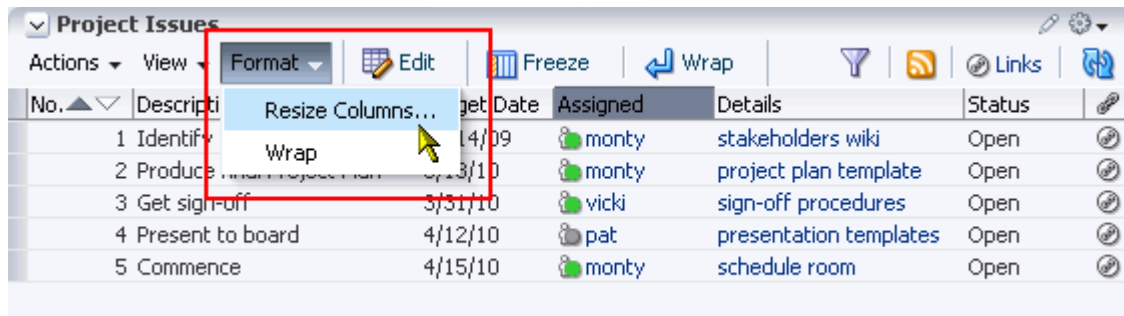 Project Issues
Actions View Format Edit Freeze Wrap Links
No. Descripti get Date Assigned Details Status
Resize Columns...
1 Identify 14/09 monty stakeholders wiki Open
Wrap
2 Produce Plan /10 monty project plan template Open
3 Get sign-off 3/31/10 vicki sign-off procedures Open
4 Present to board 4/12/10 pat presentation templates Open
5 Commence 4/15/10 monty schedule room Open